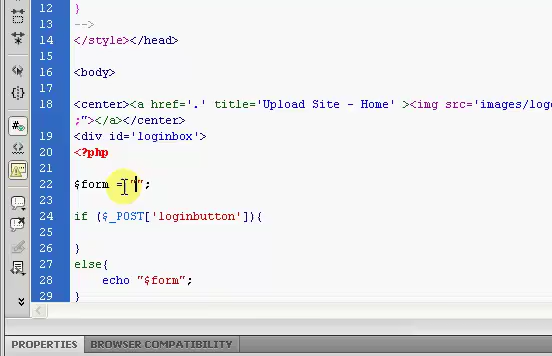 12
13 }
-->
14 </style></head>
15
16 <body>
17
18 <center><a href='.' title='Upload Site - Home' ><img src='images/log
;"></a></center>
19 <div id='loginbox'>
20 <?php
21
22 $form = "";
23
24 if ($_POST['loginbutton']){
25
26 }
27 else{
28 echo "$form";
29 }
PROPERTIES BROWSER COMPATIBILITY